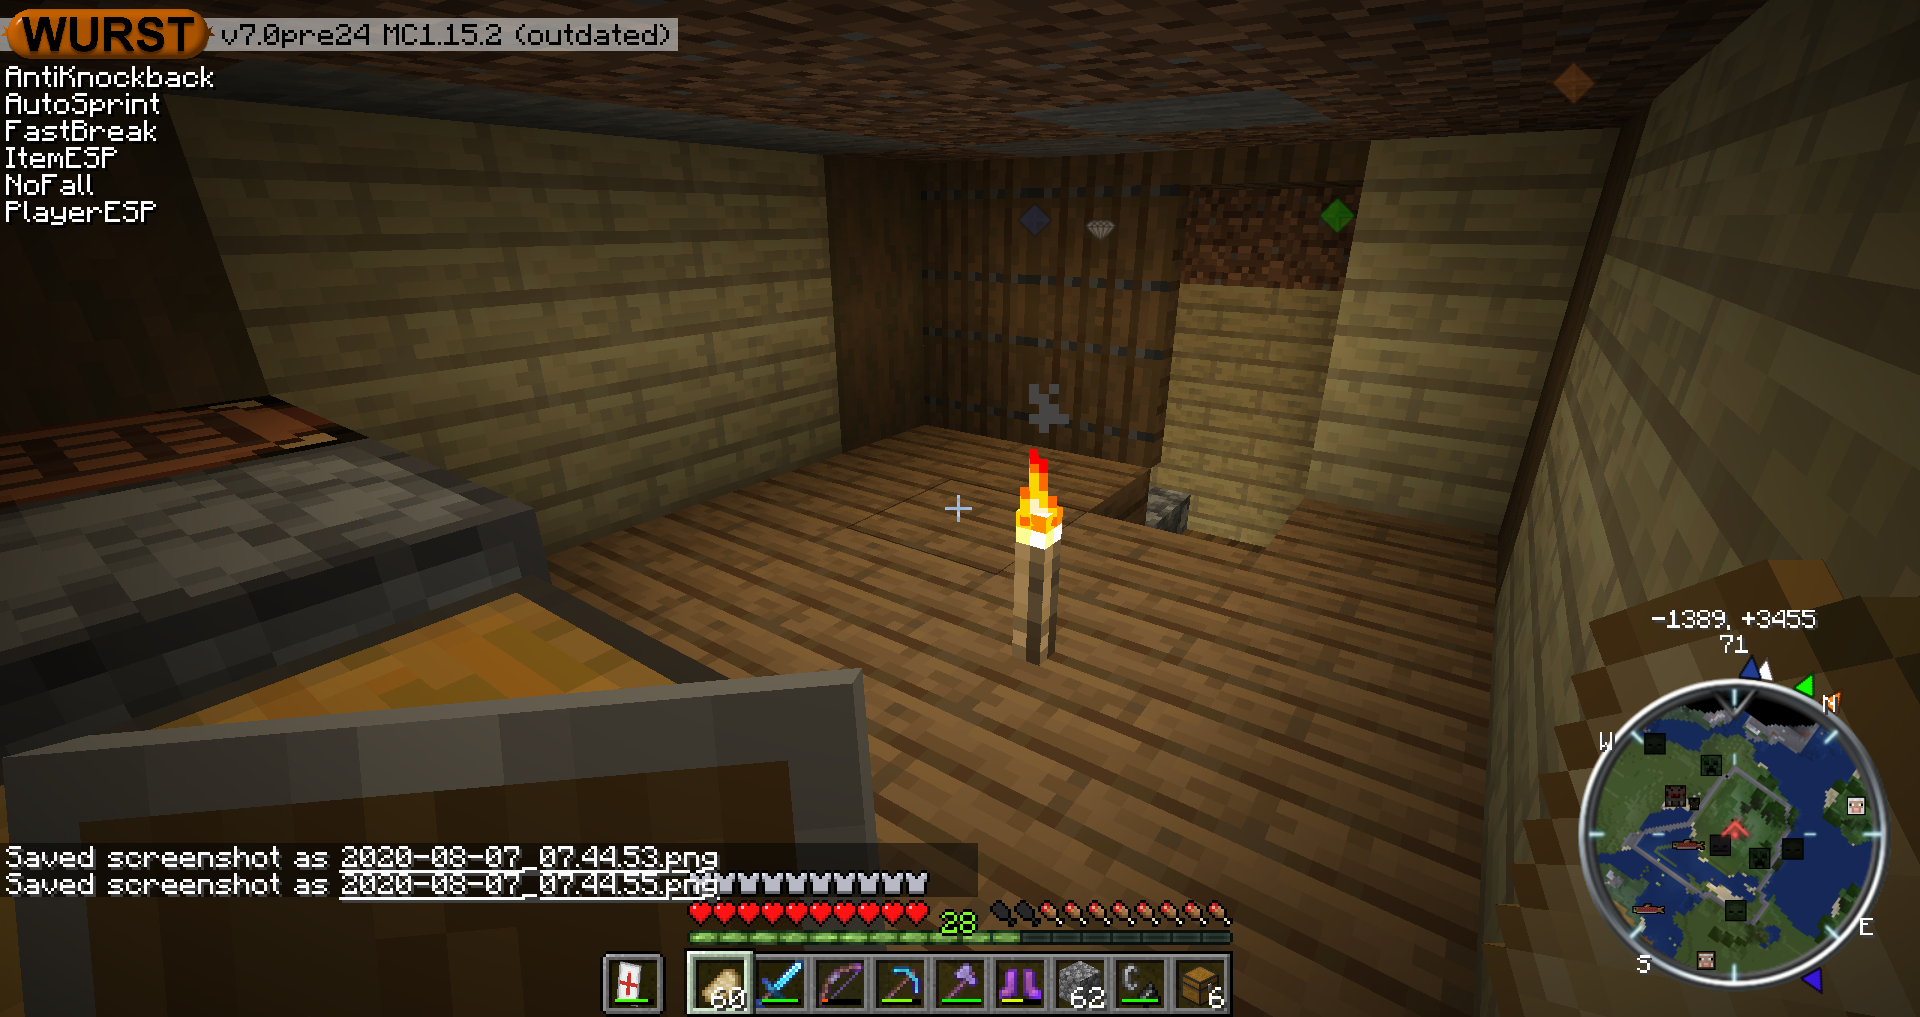 WURST v7.0pre24 MC1.15.2 (outdated)
AntiKnockback
AutoSprint
FastBreak
ItemESP
NoFall
PlayerESP
-1389, +3455
71
N
W
E
S
Saved screenshot as 2020-08-07_07.44.53.png
Saved screenshot as 2020-08-07_07.44.55.png
28
60
62
6